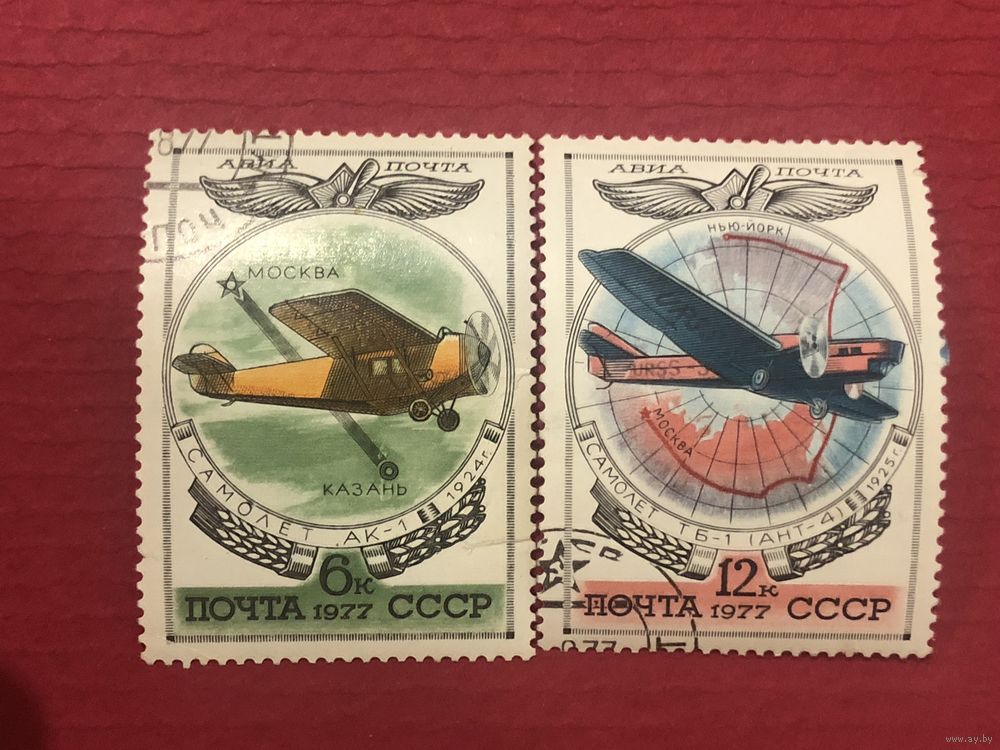 АВИА ПОЧТА
МОСКВА
КАЗАНЬ
САМОЛЕТ АК-1 1924г.
6к
ПОЧТА 1977 СССР
АВИА ПОЧТА
НЬЮ-ЙОРК
URSS
МОСКВА
САМОЛЕТ ТБ-1 (АНТ-4) 1925г.
12к
ПОЧТА 1977 СССР
www.ay.by